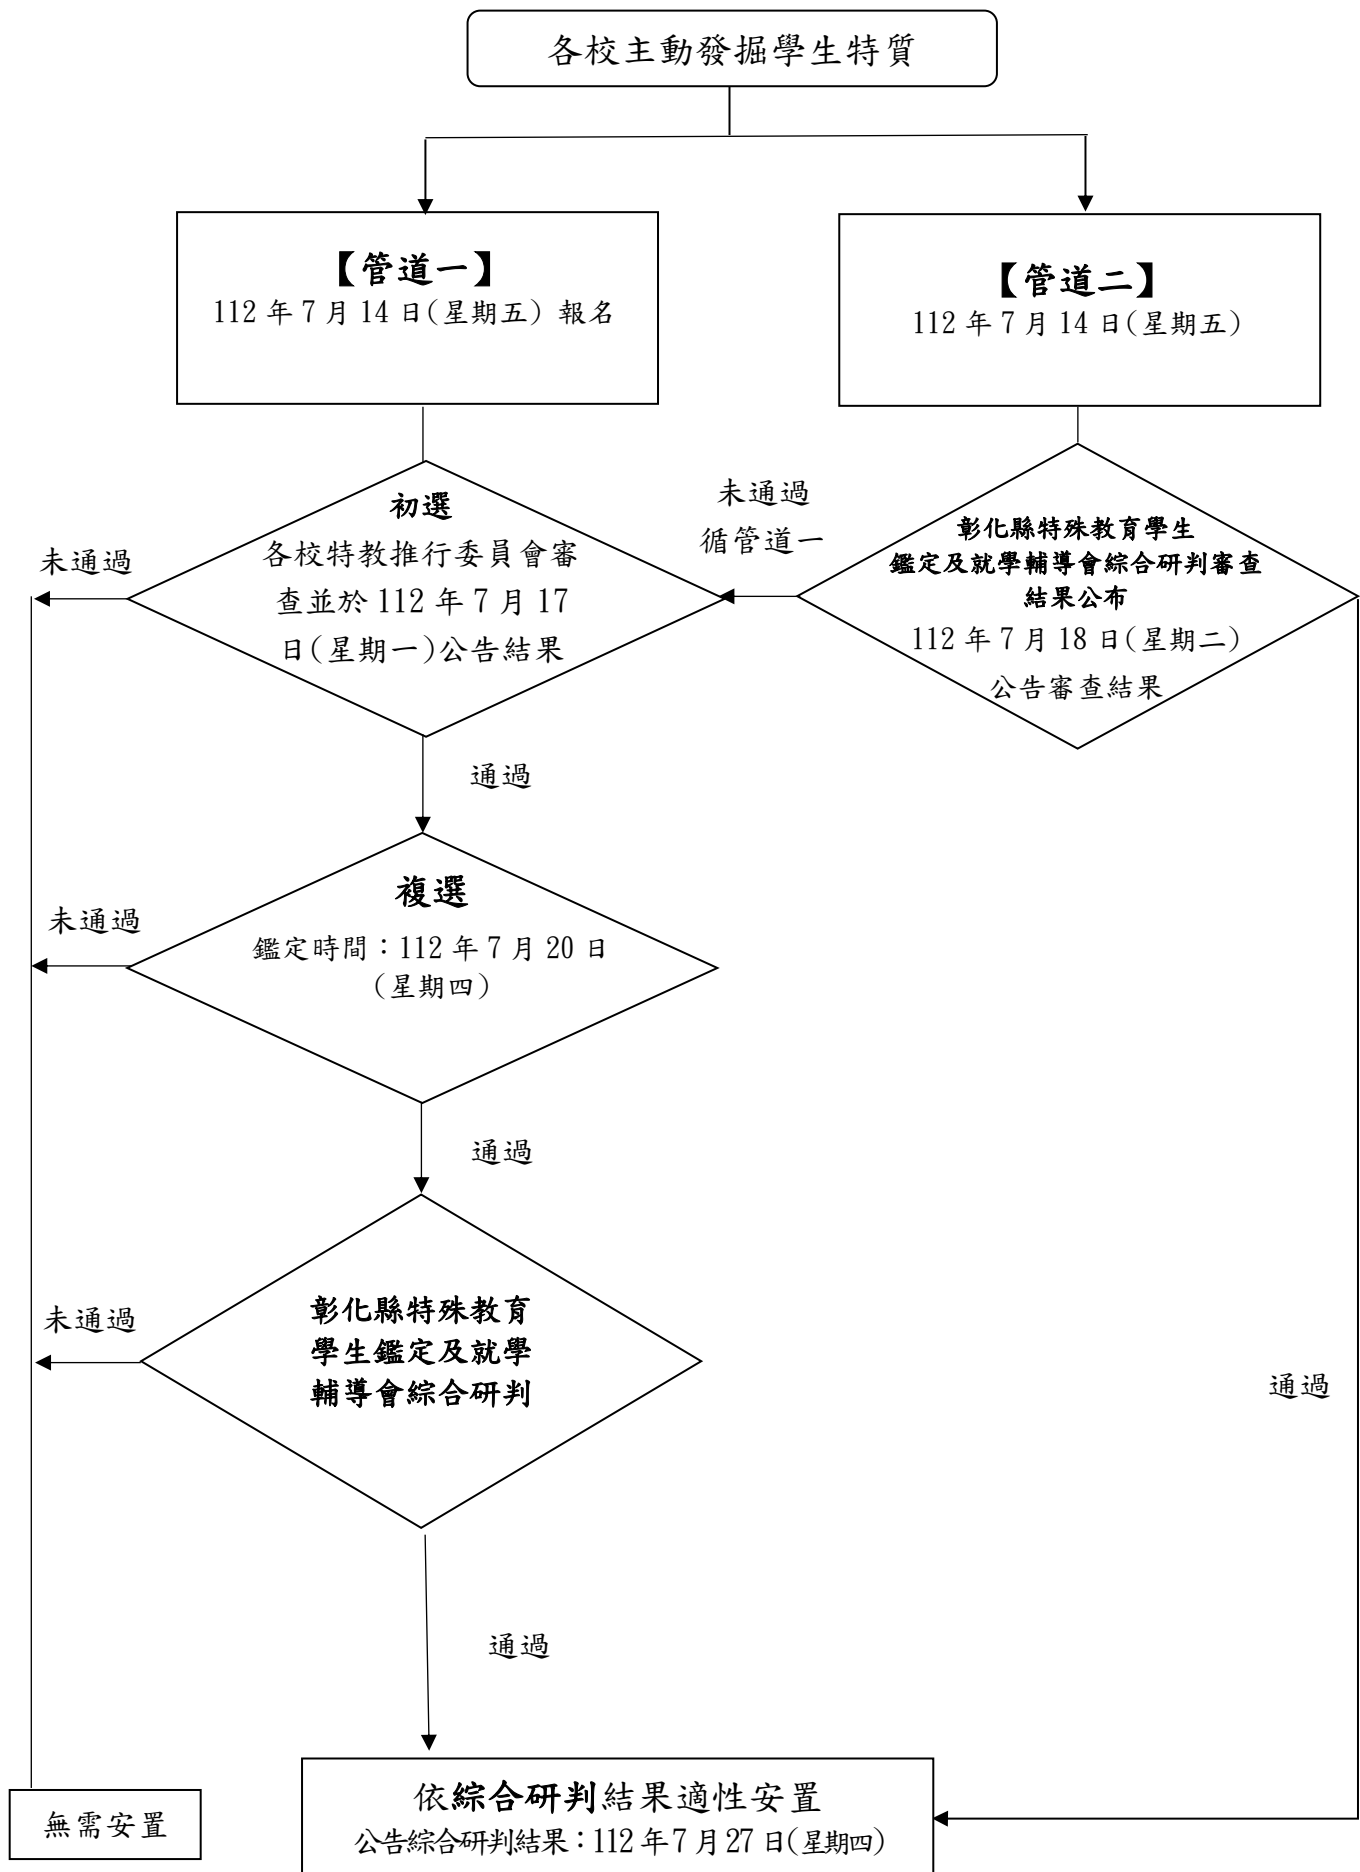 各校主動發掘學生特質
【管道一】
112 年 7 月 14 日(星期五) 報名
【管道二】
112 年 7 月 14 日(星期五)
初選
各校特教推行委員會審
查並於 112 年 7 月 17
日(星期一)公告結果
未通過
未通過
循管道一
彰化縣特殊教育學生
鑑定及就學輔導會綜合研判審查
結果公布
112 年 7 月 18 日(星期二)
公告審查結果
通過
複選
鑑定時間：112 年 7 月 20 日
(星期四)
未通過
通過
彰化縣特殊教育
學生鑑定及就學
輔導會綜合研判
未通過
通過
通過
無需安置
依綜合研判結果適性安置
公告綜合研判結果：112 年 7 月 27 日(星期四)